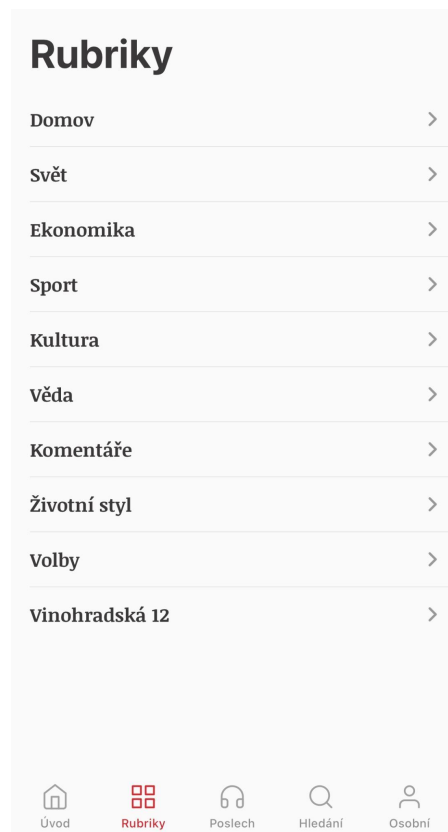 Rubriky
Domov
Svět
Ekonomika
Sport
Kultura
Věda
Komentáře
Životní styl
Volby
Vinohradská 12
Úvod
Rubriky
Poslech
Hledání
Osobní